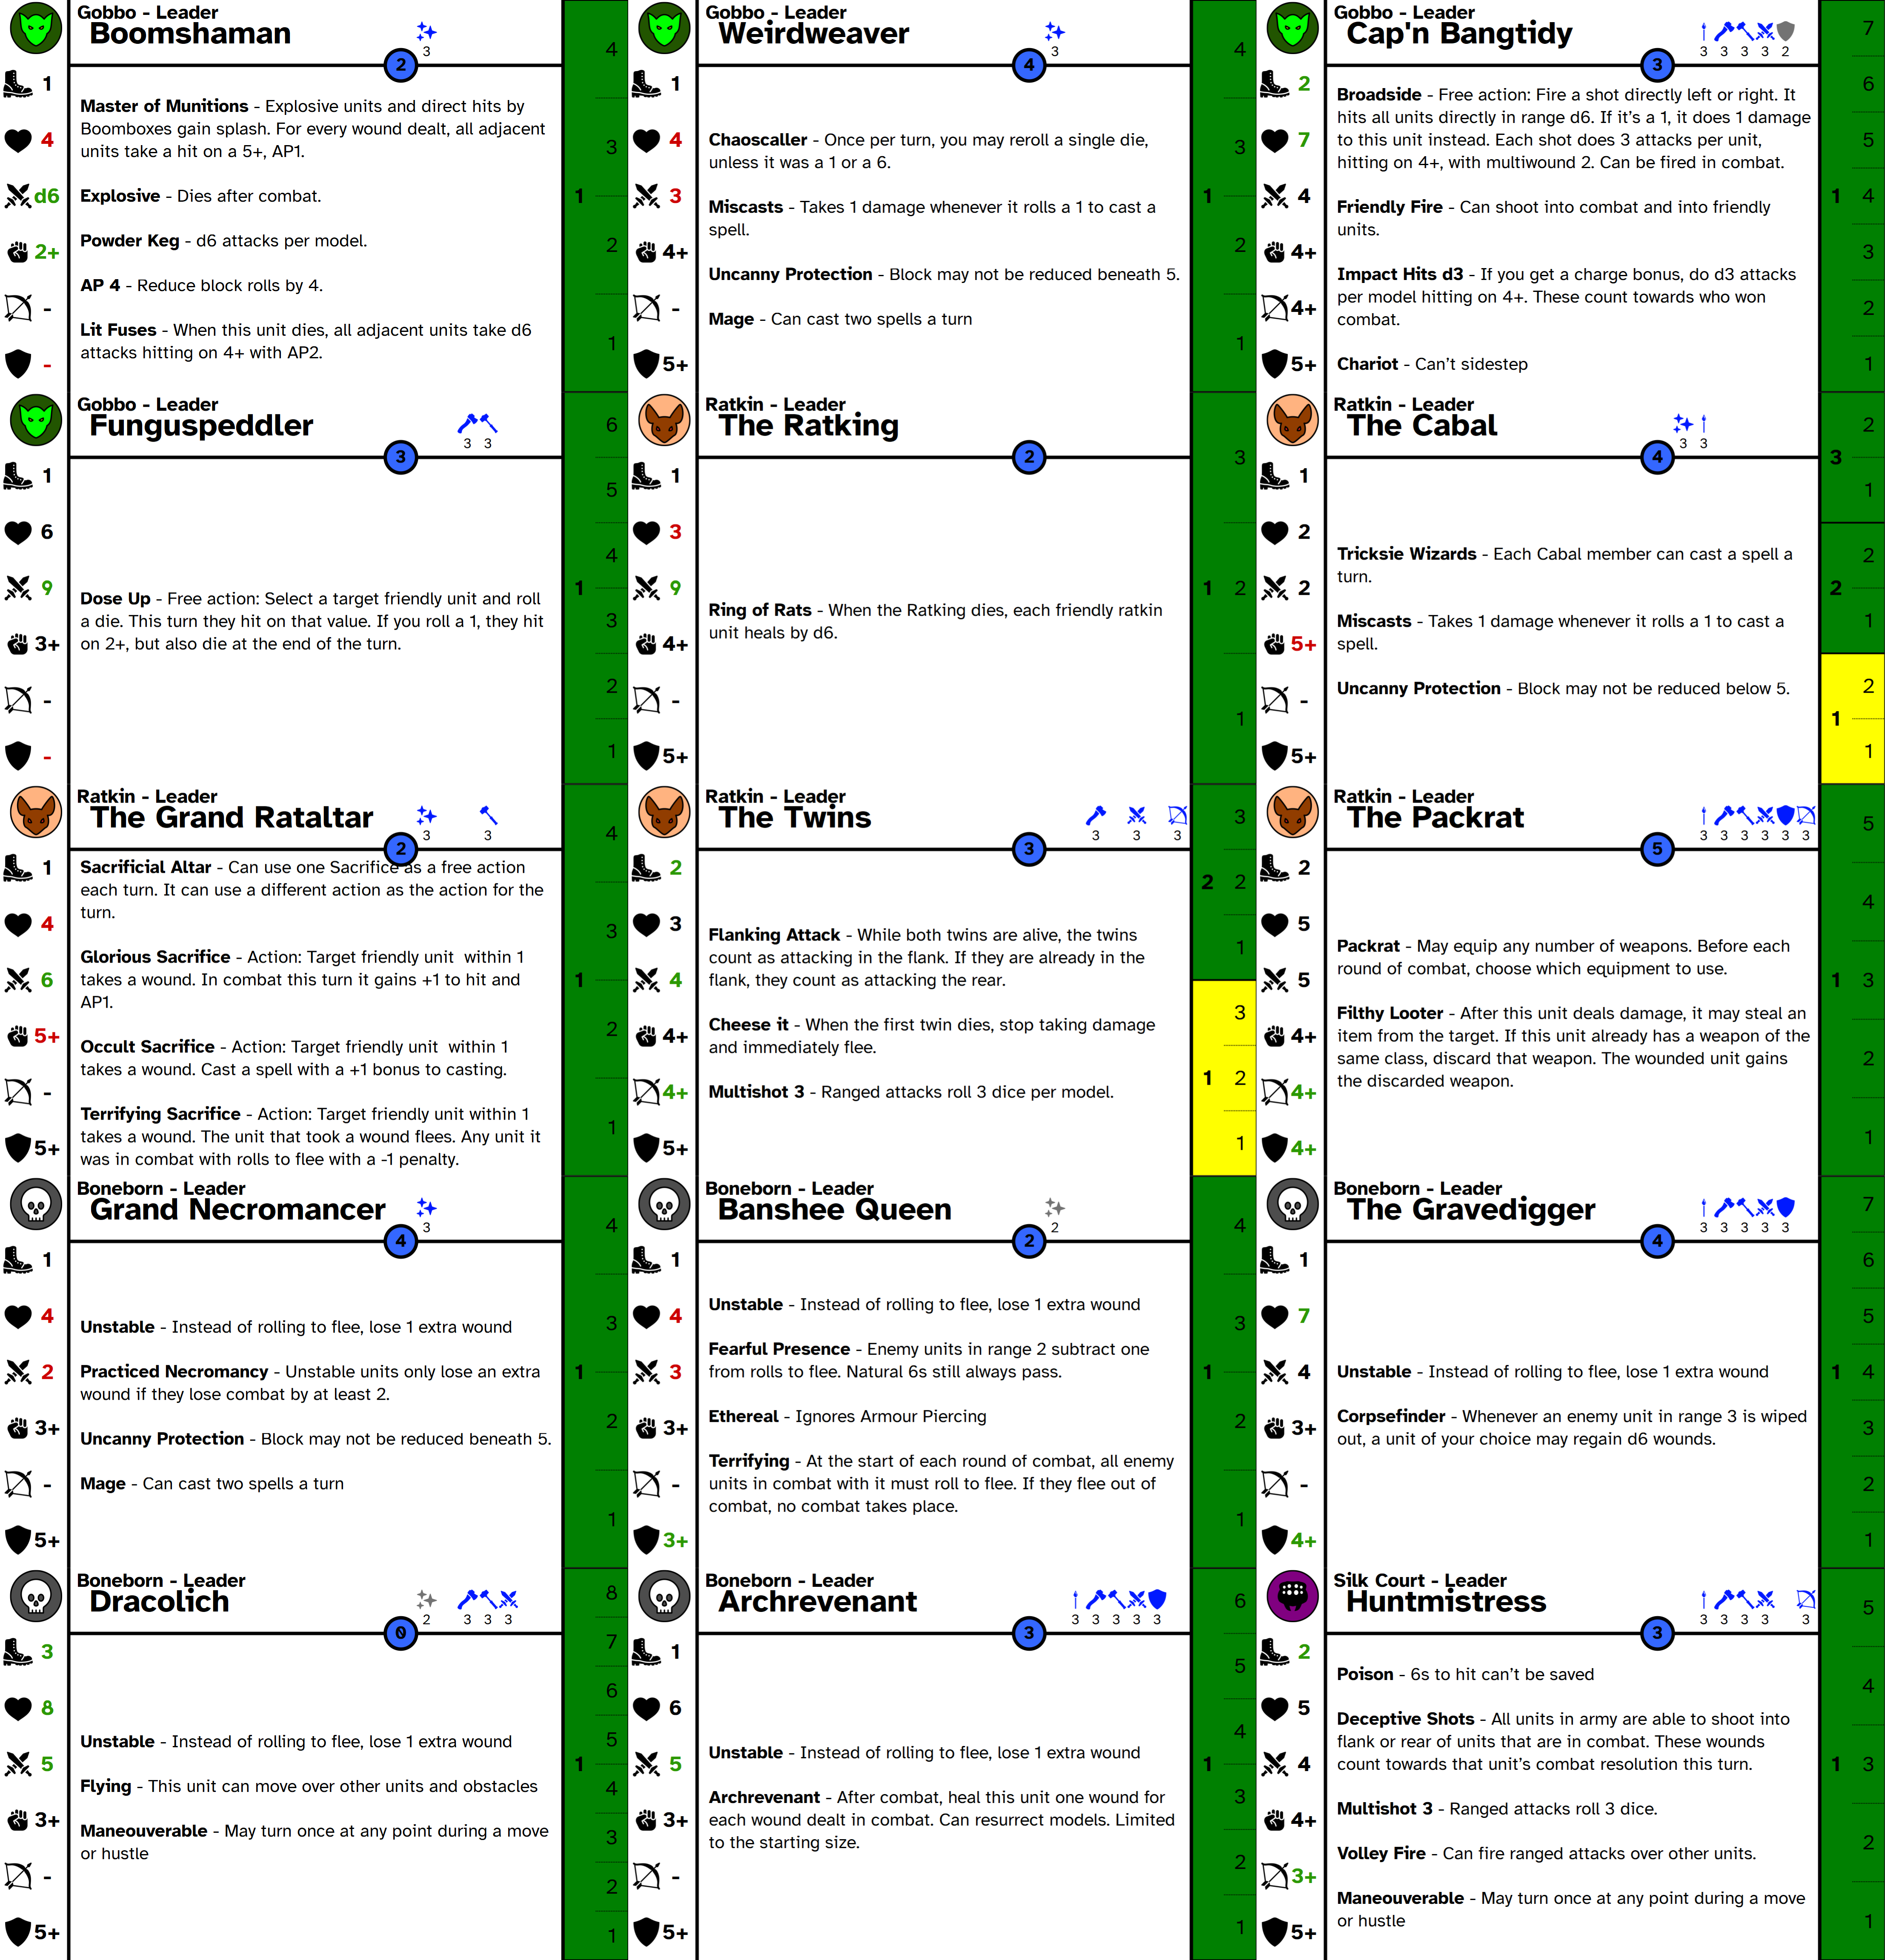 Gobbo - Leader
Boomshaman
3
2
1
4
d6
2+
-
-
Master of Munitions - Explosive units and direct hits by
Boomboxes gain splash. For every wound dealt, all adjacent
units take a hit on a 5+, AP1.
Explosive - Dies after combat.
Powder Keg - d6 attacks per model.
AP 4 - Reduce block rolls by 4.
Lit Fuses - When this unit dies, all adjacent units take d6
attacks hitting on 4+ with AP2.
1
4
3
2
1
Gobbo - Leader
Weirdweaver
3
4
1
4
3
4+
-
5+
Chaoscaller - Once per turn, you may reroll a single die,
unless it was a 1 or a 6.
Miscasts - Takes 1 damage whenever it rolls a 1 to cast a
spell.
Uncanny Protection - Block may not be reduced beneath 5.
Mage - Can cast two spells a turn
1
4
3
2
1
Gobbo - Leader
Cap'n Bangtidy
3 3 3 3 2
3
2
7
4
4+
4+
5+
Broadside - Free action: Fire a shot directly left or right. It
hits all units directly in range d6. If it's a 1, it does 1 damage
to this unit instead. Each shot does 3 attacks per unit,
hitting on 4+, with multiwound 2. Can be fired in combat.
Friendly Fire - Can shoot into combat and into friendly
units.
Impact Hits d3 - If you get a charge bonus, do d3 attacks
per model hitting on 4+. These count towards who won
combat.
Chariot - Can't sidestep
1
7
6
5
4
3
2
1
Gobbo - Leader
Funguspeddler
3 3
3
1
6
9
3+
-
-
Dose Up - Free action: Select a target friendly unit and roll
a die. This turn they hit on that value. If you roll a 1, they hit
on 2+, but also die at the end of the turn.
1
6
5
4
3
2
1
Ratkin - Leader
The Ratking
2
1
3
9
4+
-
5+
Ring of Rats - When the Ratking dies, each friendly ratkin
unit heals by d6.
1
3
2
1
Ratkin - Leader
The Cabal
3 3
4
1
2
2
5+
-
5+
Tricksie Wizards - Each Cabal member can cast a spell a
turn.
Miscasts - Takes 1 damage whenever it rolls a 1 to cast a
spell.
Uncanny Protection - Block may not be reduced below 5.
3
2
1
2
2
1
1
2
1
Ratkin - Leader
The Grand Rataltar
3 3
2
1
4
6
5+
-
5+
Sacrificial Altar - Can use one Sacrifice as a free action
each turn. It can use a different action as the action for the
turn.
Glorious Sacrifice - Action: Target friendly unit  within 1
takes a wound. In combat this turn it gains +1 to hit and
AP1.
Occult Sacrifice - Action: Target friendly unit  within 1
takes a wound. Cast a spell with a +1 bonus to casting.
Terrifying Sacrifice - Action: Target friendly unit within 1
takes a wound. The unit that took a wound flees. Any unit it
was in combat with rolls to flee with a -1 penalty.
1
4
3
2
1
Ratkin - Leader
The Twins
3 3 3
3
2
3
4
4+
4+
5+
Flanking Attack - While both twins are alive, the twins
count as attacking in the flank. If they are already in the
flank, they count as attacking the rear.
Cheese it - When the first twin dies, stop taking damage
and immediately flee.
Multishot 3 - Ranged attacks roll 3 dice per model.
2
3
2
1
1
3
2
1
Ratkin - Leader
The Packrat
3 3 3 3 3 3
5
2
5
5
4+
4+
4+
Packrat - May equip any number of weapons. Before each
round of combat, choose which equipment to use.
Filthy Looter - After this unit deals damage, it may steal an
item from the target. If this unit already has a weapon of the
same class, discard that weapon. The wounded unit gains
the discarded weapon.
1
5
4
3
2
1
Boneborn - Leader
Grand Necromancer
3
4
1
4
2
3+
-
5+
Unstable - Instead of rolling to flee, lose 1 extra wound
Practiced Necromancy - Unstable units only lose an extra
wound if they lose combat by at least 2.
Uncanny Protection - Block may not be reduced beneath 5.
Mage - Can cast two spells a turn
1
4
3
2
1
Boneborn - Leader
Banshee Queen
2
2
1
4
3
3+
-
3+
Unstable - Instead of rolling to flee, lose 1 extra wound
Fearful Presence - Enemy units in range 2 subtract one
from rolls to flee. Natural 6s still always pass.
Ethereal - Ignores Armour Piercing
Terrifying - At the start of each round of combat, all enemy
units in combat with it must roll to flee. If they flee out of
combat, no combat takes place.
1
4
3
2
1
Boneborn - Leader
The Gravedigger
3 3 3 3 3
4
1
7
4
3+
-
4+
Unstable - Instead of rolling to flee, lose 1 extra wound
Corpsefinder - Whenever an enemy unit in range 3 is wiped
out, a unit of your choice may regain d6 wounds.
1
7
6
5
4
3
2
1
Boneborn - Leader
Dracolich
2 3 3 3
0
3
8
5
3+
-
5+
Unstable - Instead of rolling to flee, lose 1 extra wound
Flying - This unit can move over other units and obstacles
Maneouverable - May turn once at any point during a move
or hustle
1
8
7
6
5
4
3
2
1
Boneborn - Leader
Archrevenant
3 3 3 3 3
3
1
6
5
3+
-
5+
Unstable - Instead of rolling to flee, lose 1 extra wound
Archrevenant - After combat, heal this unit one wound for
each wound dealt in combat. Can resurrect models. Limited
to the starting size.
1
6
5
4
3
2
1
Silk Court - Leader
Huntmistress
3 3 3 3 3
3
2
5
4
4+
3+
5+
Poison - 6s to hit can't be saved
Deceptive Shots - All units in army are able to shoot into
flank or rear of units that are in combat. These wounds
count towards that unit's combat resolution this turn.
Multishot 3 - Ranged attacks roll 3 dice.
Volley Fire - Can fire ranged attacks over other units.
Maneouverable - May turn once at any point during a move
or hustle
1
5
4
3
2
1